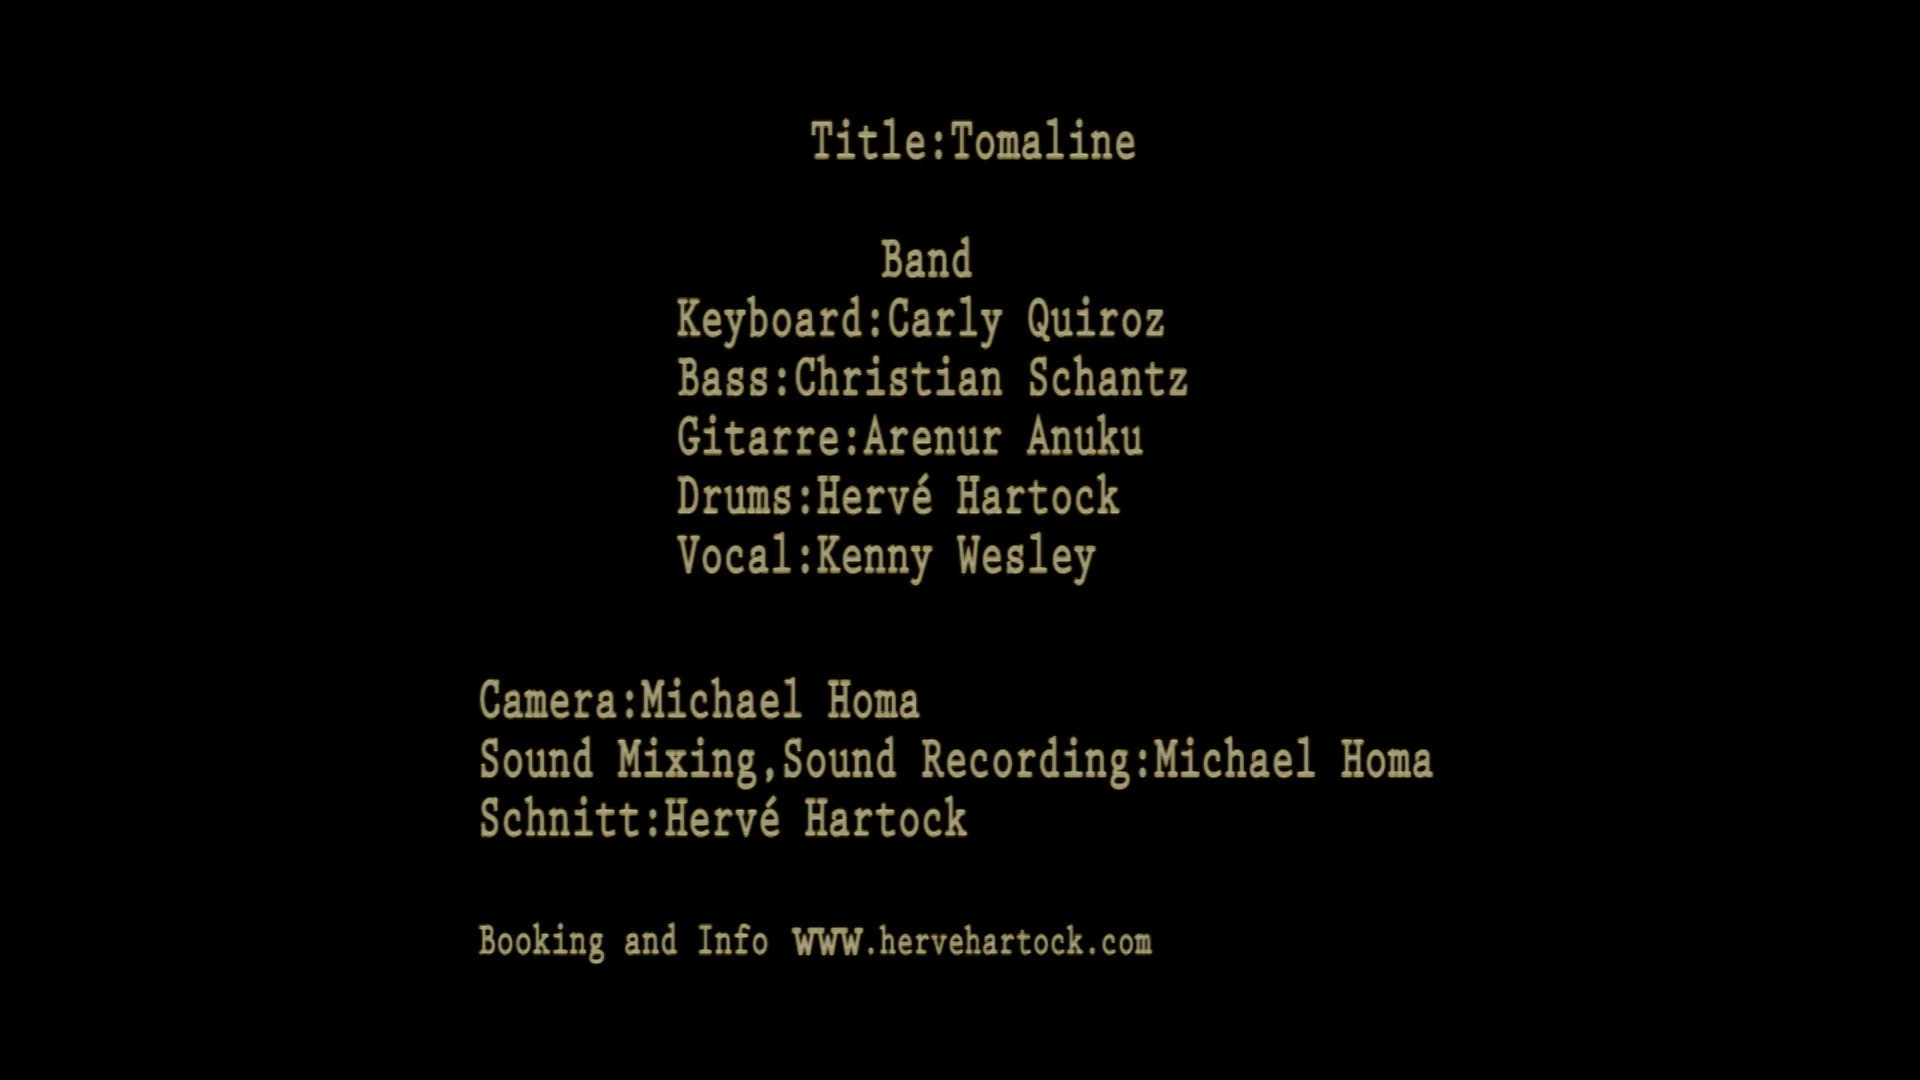 Title:Tomaline
Band
Keyboard:Carly Quiroz
Bass:Christian Schantz
Gitarre:Arenur Anuku
Drums:Hervé Hartock
Vocal:Kenny Wesley
Camera:Michael Homa
Sound Mixing,Sound Recording:Michael Homa
Schnitt:Hervé Hartock
Booking and Info www.hervehartock.com